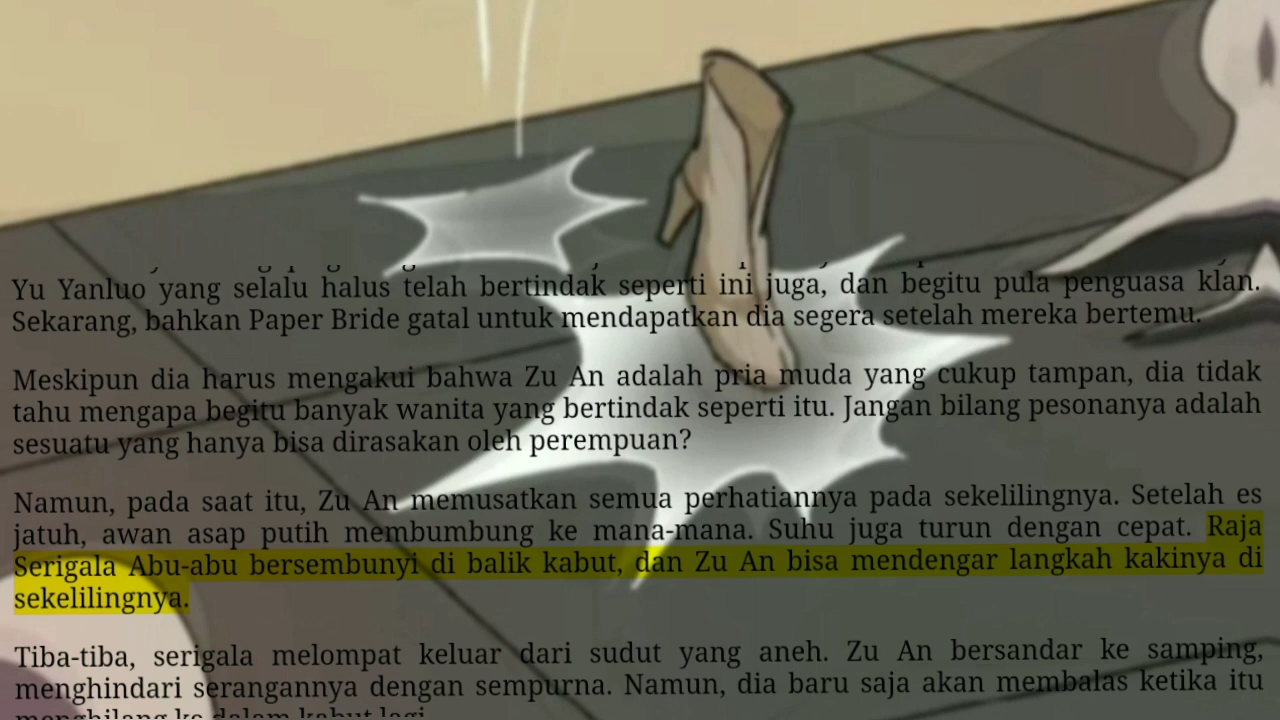 Yu Yanluo yang selalu halus telah bertindak seperti ini juga, dan begitu pula penguasa klan.
Sekarang, bahkan Paper Bride gatal untuk mendapatkan dia segera setelah mereka bertemu.
Meskipun dia harus mengakui bahwa Zu An adalah pria muda yang cukup tampan, dia tidak
tahu mengapa begitu banyak wanita yang bertindak seperti itu. Jangan bilang pesonanya adalah
sesuatu yang hanya bisa dirasakan oleh perempuan?
Namun, pada saat itu, Zu An memusatkan semua perhatiannya pada sekelilingnya. Setelah es
jatuh, awan asap putih membumbung ke mana-mana. Suhu juga turun dengan cepat. Raja
Serigala Abu-abu bersembunyi di balik kabut, dan Zu An bisa mendengar langkah kakinya di
sekelilingnya.
Tiba-tiba, serigala melompat keluar dari sudut yang aneh. Zu An bersandar ke samping,
menghindari serangannya dengan sempurna. Namun, dia baru saja akan membalas ketika itu
menghilang ke dalam kabut lagi.